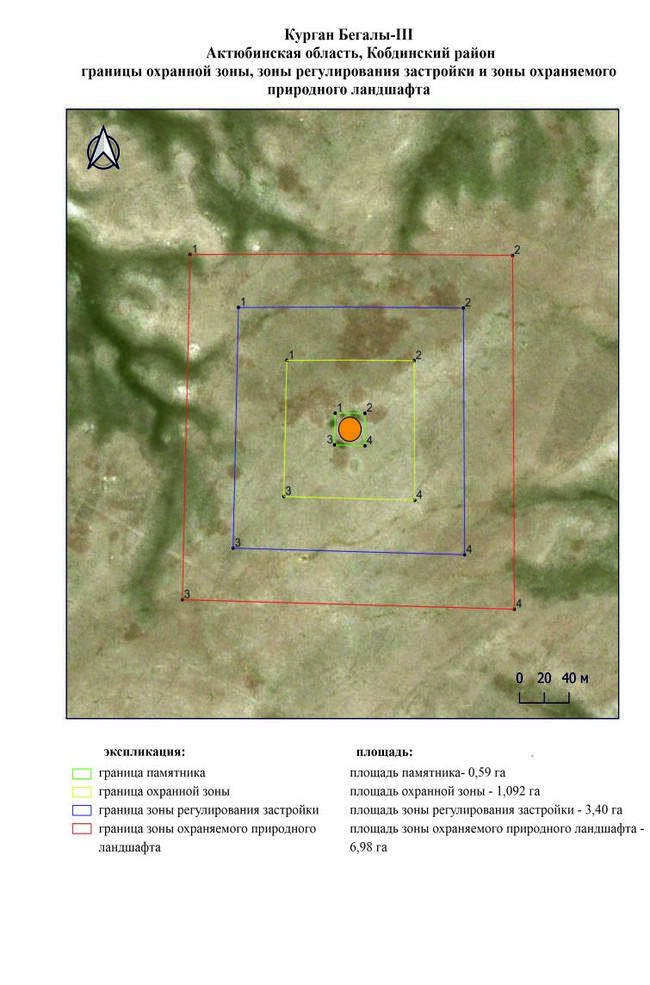 Курган Бегалы-III
Актюбинская область, Кобдинский район
границы охранной зоны, зоны регулирования застройки и зоны охраняемого
природного ландшафта
1 2
1 2
1 2
1 2
3 4
3 4
3 4
3 4
0 20 40 м
экспликация: площадь:
граница памятника площадь памятника- 0,59 га
граница охранной зоны площадь охранной зоны - 1,092 га
граница зоны регулирования застройки площадь зоны регулирования застройки - 3,40 га
граница зоны охраняемого природного площадь зоны охраняемого природного ландшафта -
ландшафта 6,98 га